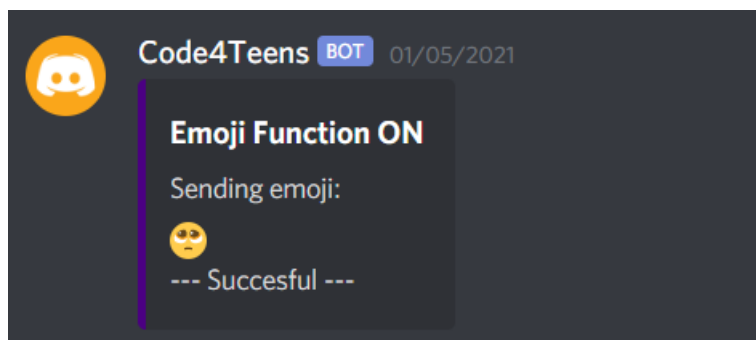 Code4Teens BOT 01/05/2021
Emoji Function ON
Sending emoji:
🥺
--- Succesful ---